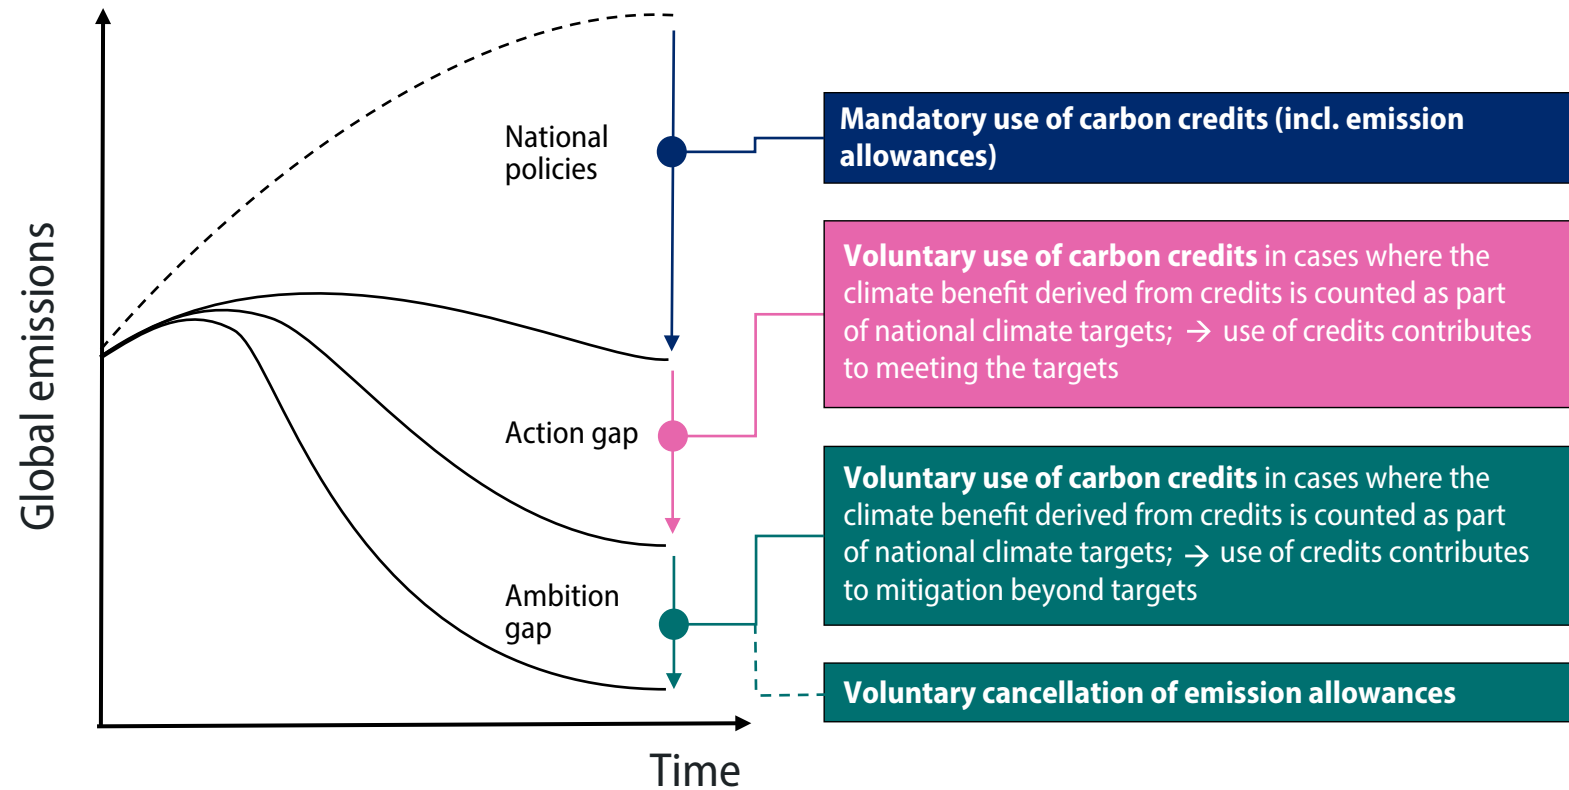 Global emissions
National
policies
Action gap
Ambition
gap
Time
Mandatory use of carbon credits (incl. emission
allowances)
Voluntary use of carbon credits in cases where the
climate benefit derived from credits is counted as part
of national climate targets; → use of credits contributes
to meeting the targets
Voluntary use of carbon credits in cases where the
climate benefit derived from credits is counted as part
of national climate targets; → use of credits contributes
to mitigation beyond targets
Voluntary cancellation of emission allowances